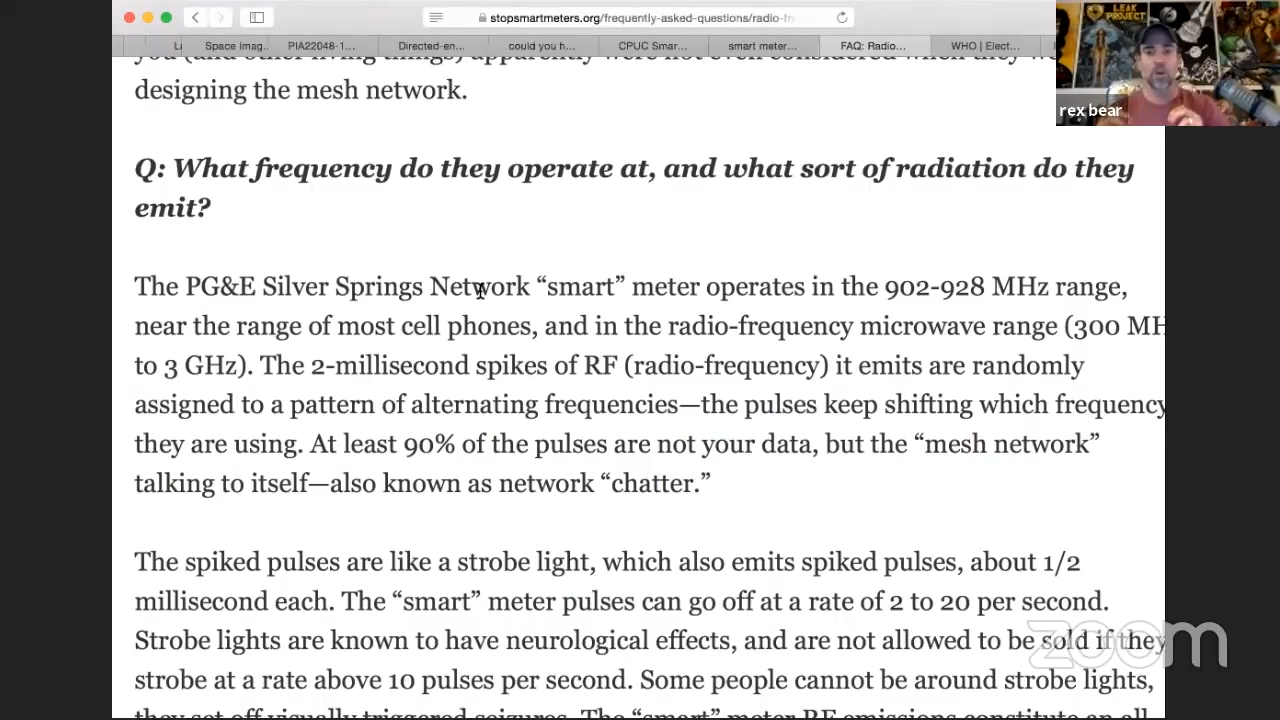 stopsmartmeters.org/frequently-asked-questions/radio-fr
Space Imag.. PIA22048-1... Directed-en... could you h... CPUC Smar... smart meter... FAQ: Radio... WHO | Elect...
LEAK PROJECT
rex bear
you (and other living things) apparently were not even considered when they we
designing the mesh network.
Q: What frequency do they operate at, and what sort of radiation do they
emit?
The PG&E Silver Springs Network “smart” meter operates in the 902-928 MHz range,
near the range of most cell phones, and in the radio-frequency microwave range (300 MH
to 3 GHz). The 2-millisecond spikes of RF (radio-frequency) it emits are randomly
assigned to a pattern of alternating frequencies—the pulses keep shifting which frequency
they are using. At least 90% of the pulses are not your data, but the “mesh network”
talking to itself—also known as network “chatter.”
The spiked pulses are like a strobe light, which also emits spiked pulses, about 1/2
millisecond each. The “smart” meter pulses can go off at a rate of 2 to 20 per second.
Strobe lights are known to have neurological effects, and are not allowed to be sold if they
strobe at a rate above 10 pulses per second. Some people cannot be around strobe lights,
they set off visually triggered seizures. The “smart” meter RF emissions constitute an all
zoom